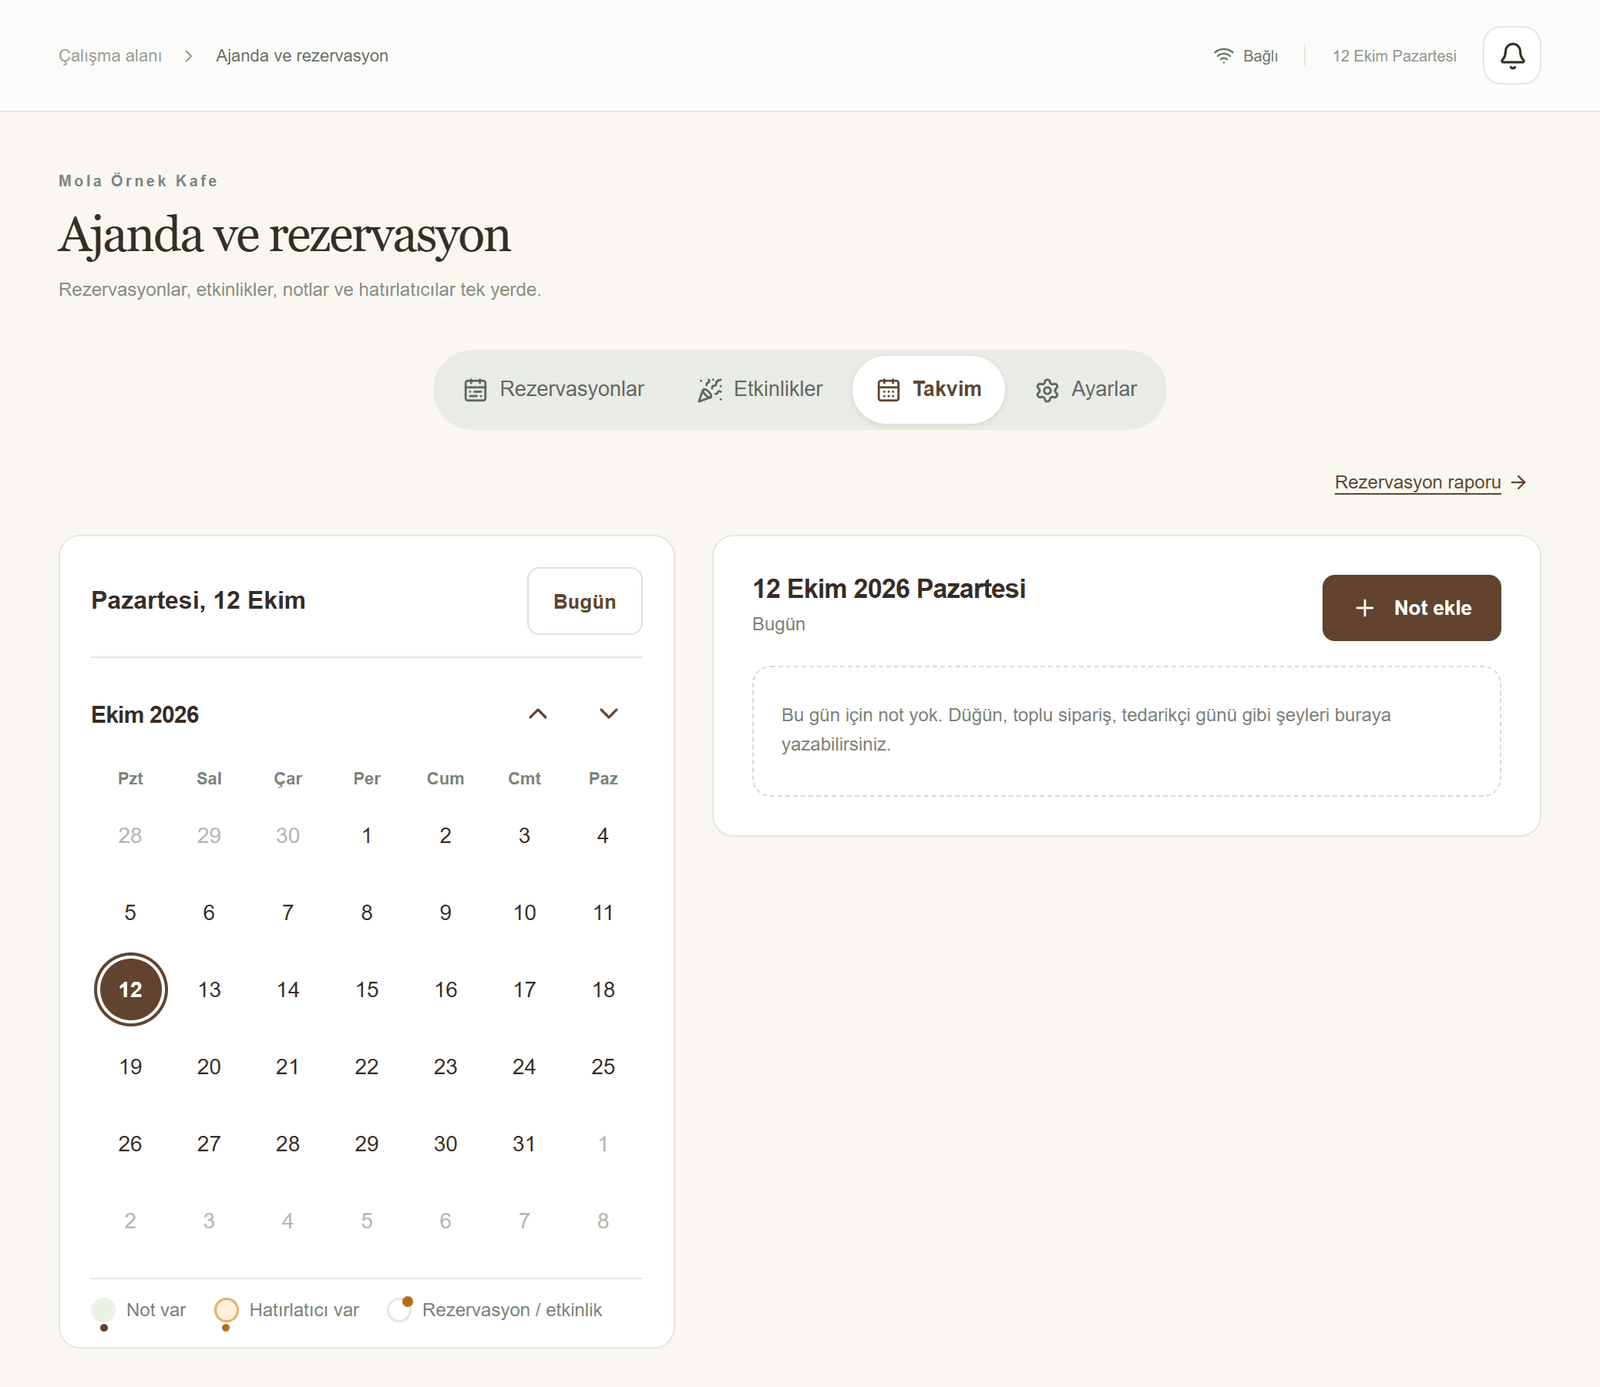 Çalışma alanı
Ajanda ve rezervasyon
Bağlı
12 Ekim Pazartesi
Mola Örnek Kafe
Ajanda ve rezervasyon
Rezervasyonlar, etkinlikler, notlar ve hatırlatıcılar tek yerde.
Rezervasyonlar
Etkinlikler
Takvim
Ayarlar
Rezervasyon raporu
Pazartesi, 12 Ekim
Bugün
Ekim 2026
Pzt Sal Çar Per Cum Cmt Paz
28 29 30 1 2 3 4
5 6 7 8 9 10 11
12 13 14 15 16 17 18
19 20 21 22 23 24 25
26 27 28 29 30 31 1
2 3 4 5 6 7 8
Not var
Hatırlatıcı var
Rezervasyon / etkinlik
12 Ekim 2026 Pazartesi
Bugün
Not ekle
Bu gün için not yok. Düğün, toplu sipariş, tedarikçi günü gibi şeyleri buraya
yazabilirsiniz.